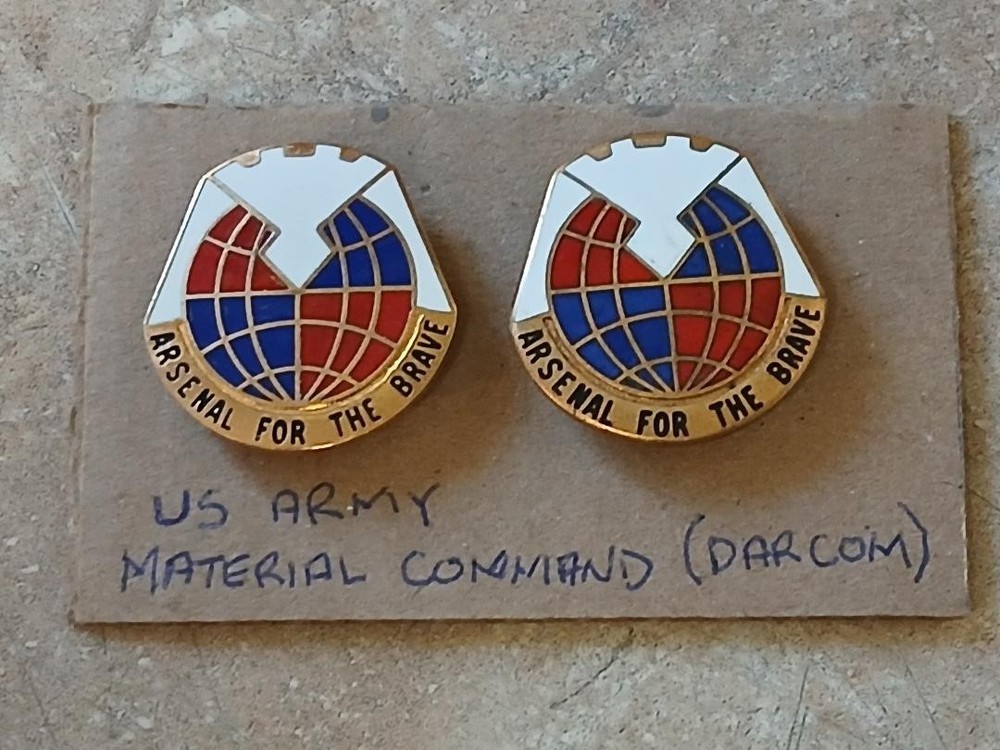 ARSENAL FOR THE BRAVE
ARSENAL FOR THE BRAVE
US ARMY
MATERIAL COMMAND (DARCOM)